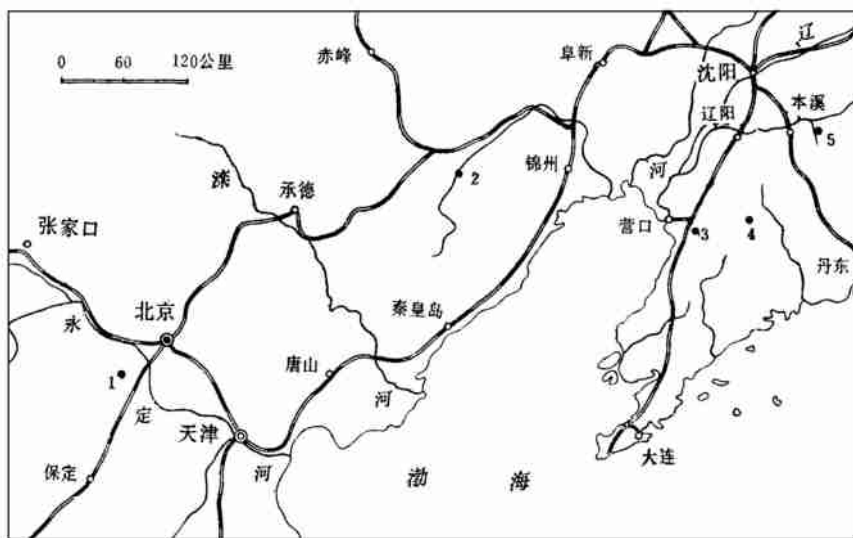 0 60 120公里
赤峰
阜新
辽
沈阳
辽阳
本溪
5
滦
承德
2
锦州
河
张家口
营口
3
4
丹东
永
北京
秦皇岛
1
唐山
定
河
天津
保定
河
渤海
大连